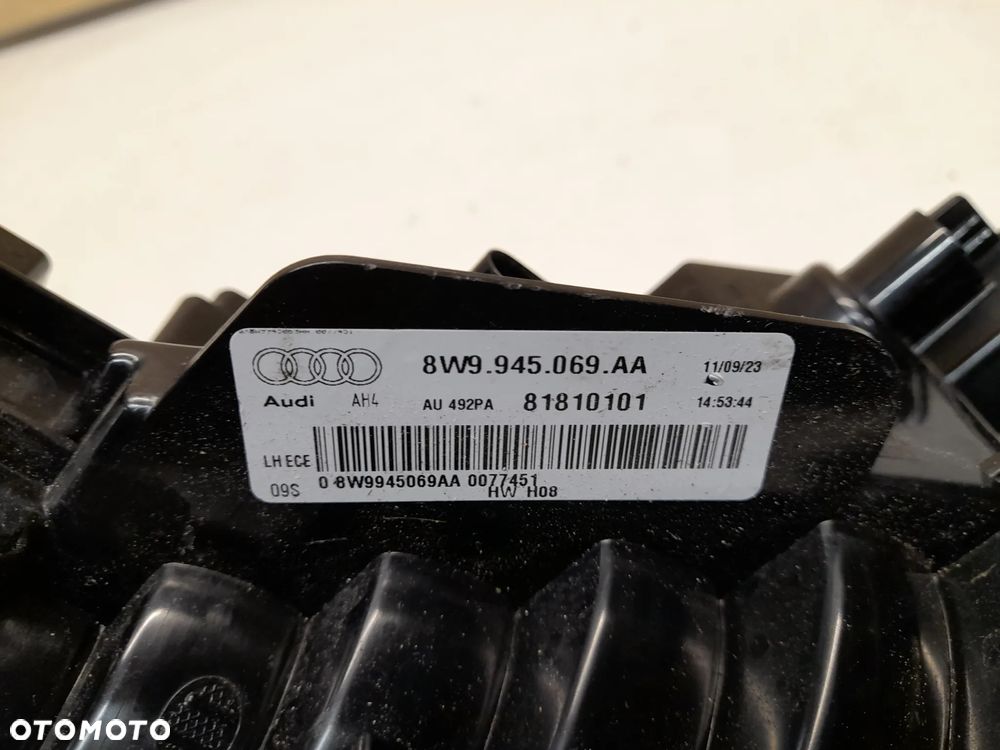 8W9.945.069.AA 11/09/23
Audi AH4 AU 492PA 81810101 14:53:44
LH ECE
09S 0 8W9945069AA 0077451
HW H08
OTOMOTO